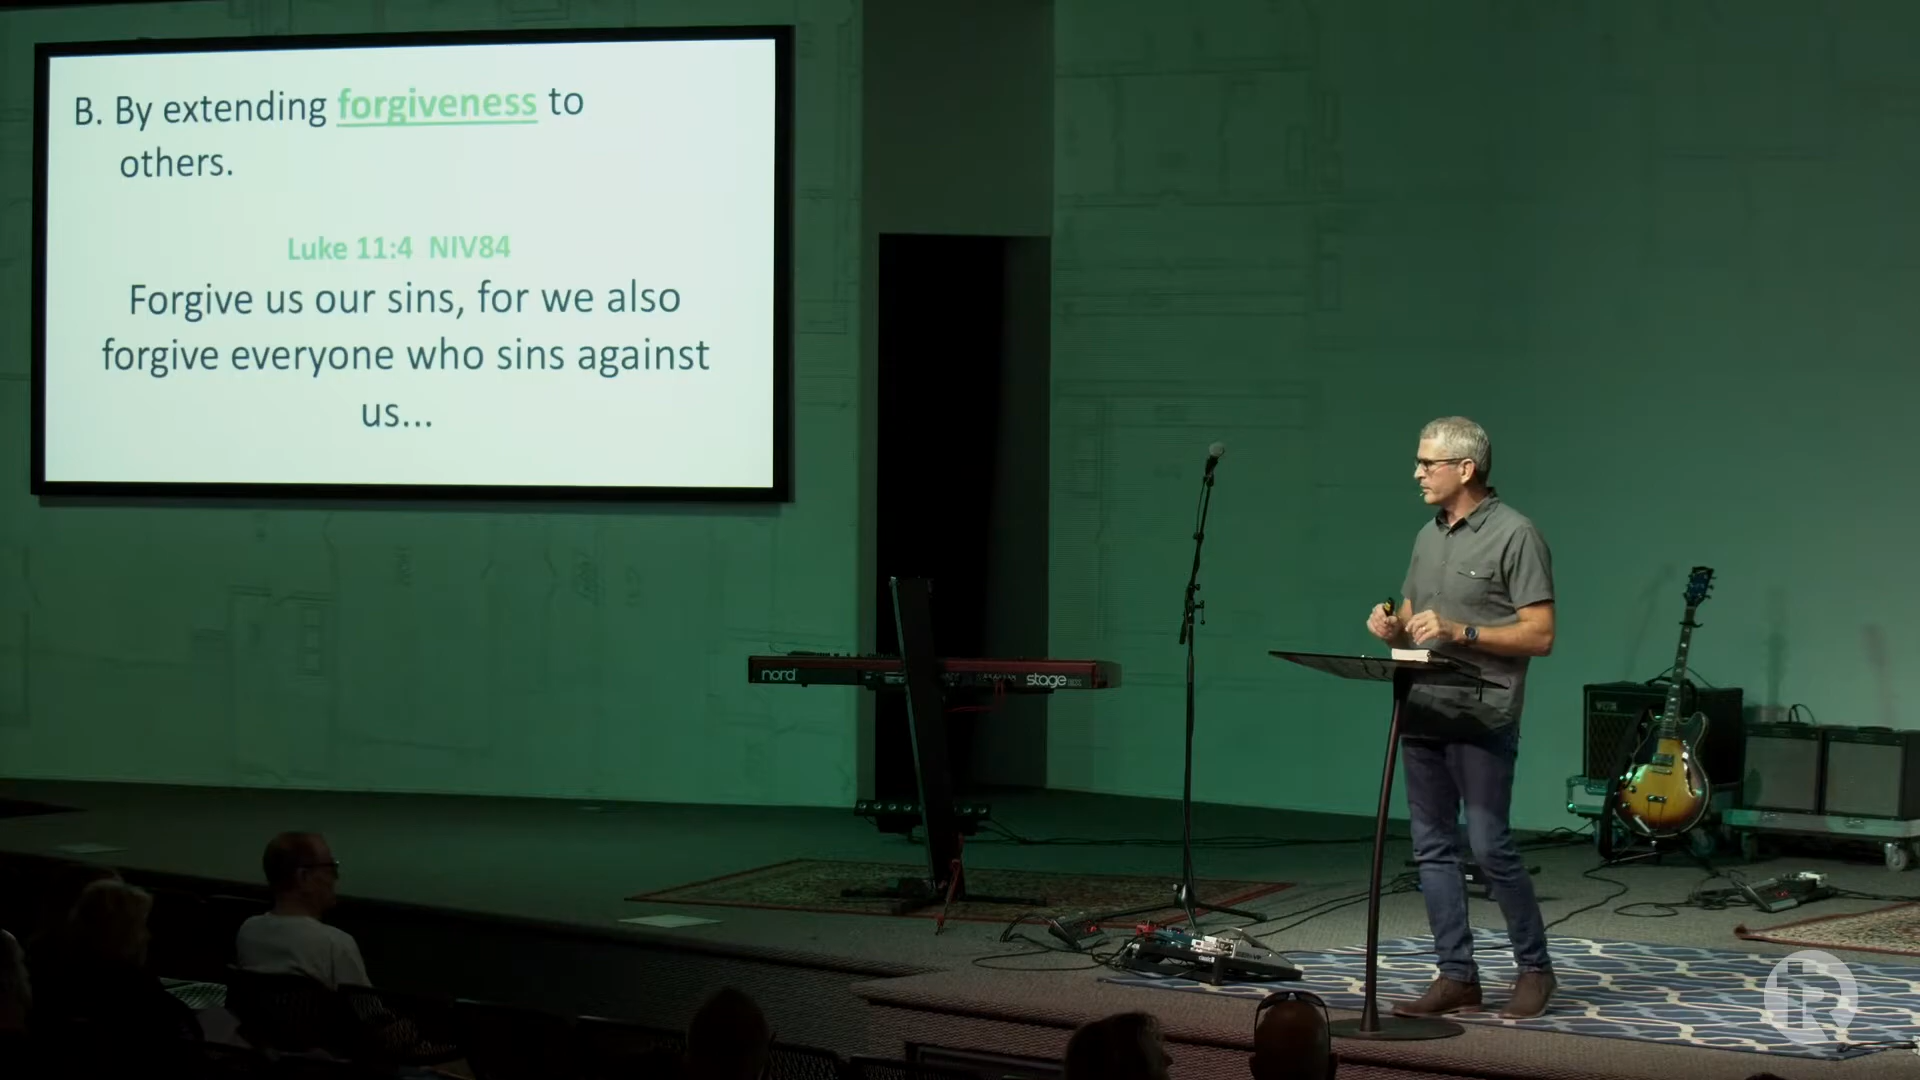 B. By extending forgiveness to
others.
Luke 11:4 NIV84
Forgive us our sins, for we also
forgive everyone who sins against
us...
nord
stage
VOX